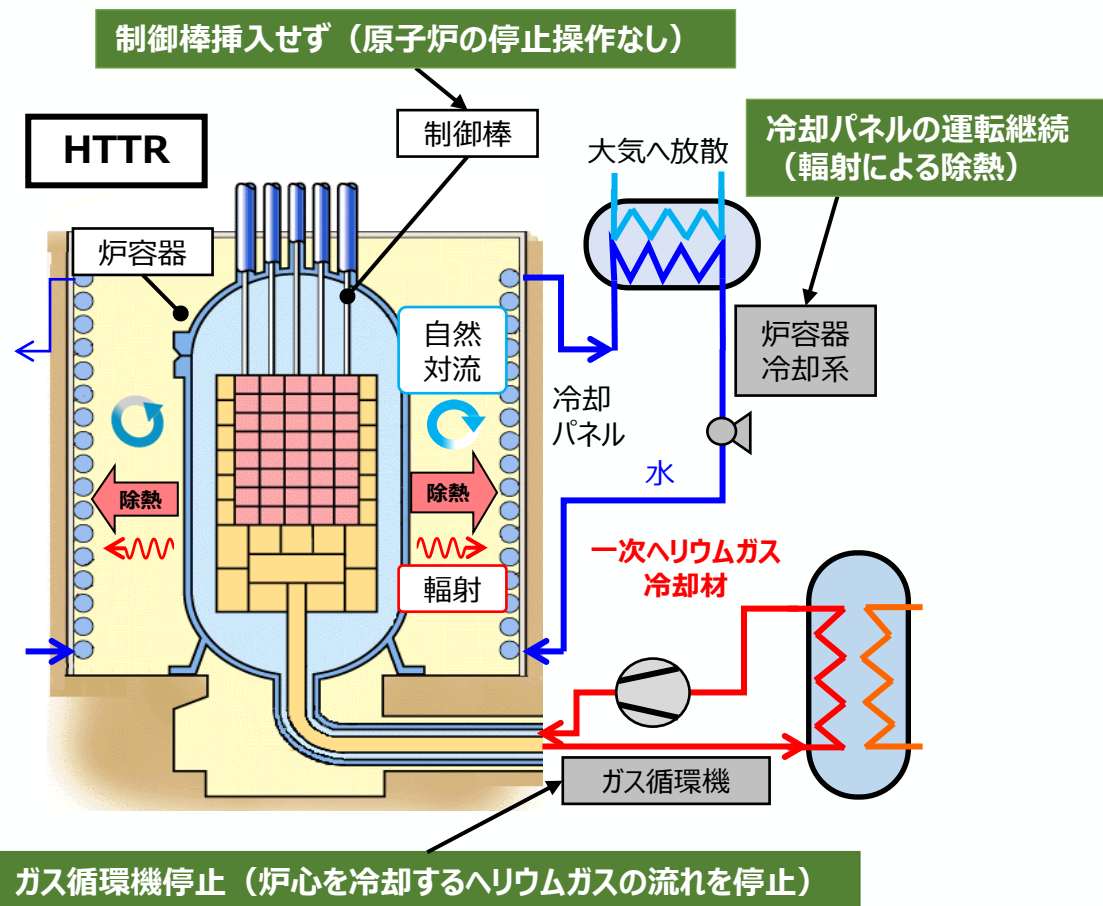 制御棒挿入せず（原子炉の停止操作なし）
HTTR
制御棒
大気へ放散
冷却パネルの運転継続
（輻射による除熱）
炉容器
自然
対流
炉容器
冷却系
冷却
パネル
除熱
除熱
水
輻射
一次ヘリウムガス
冷却材
ガス循環機
ガス循環機停止（炉心を冷却するヘリウムガスの流れを停止）